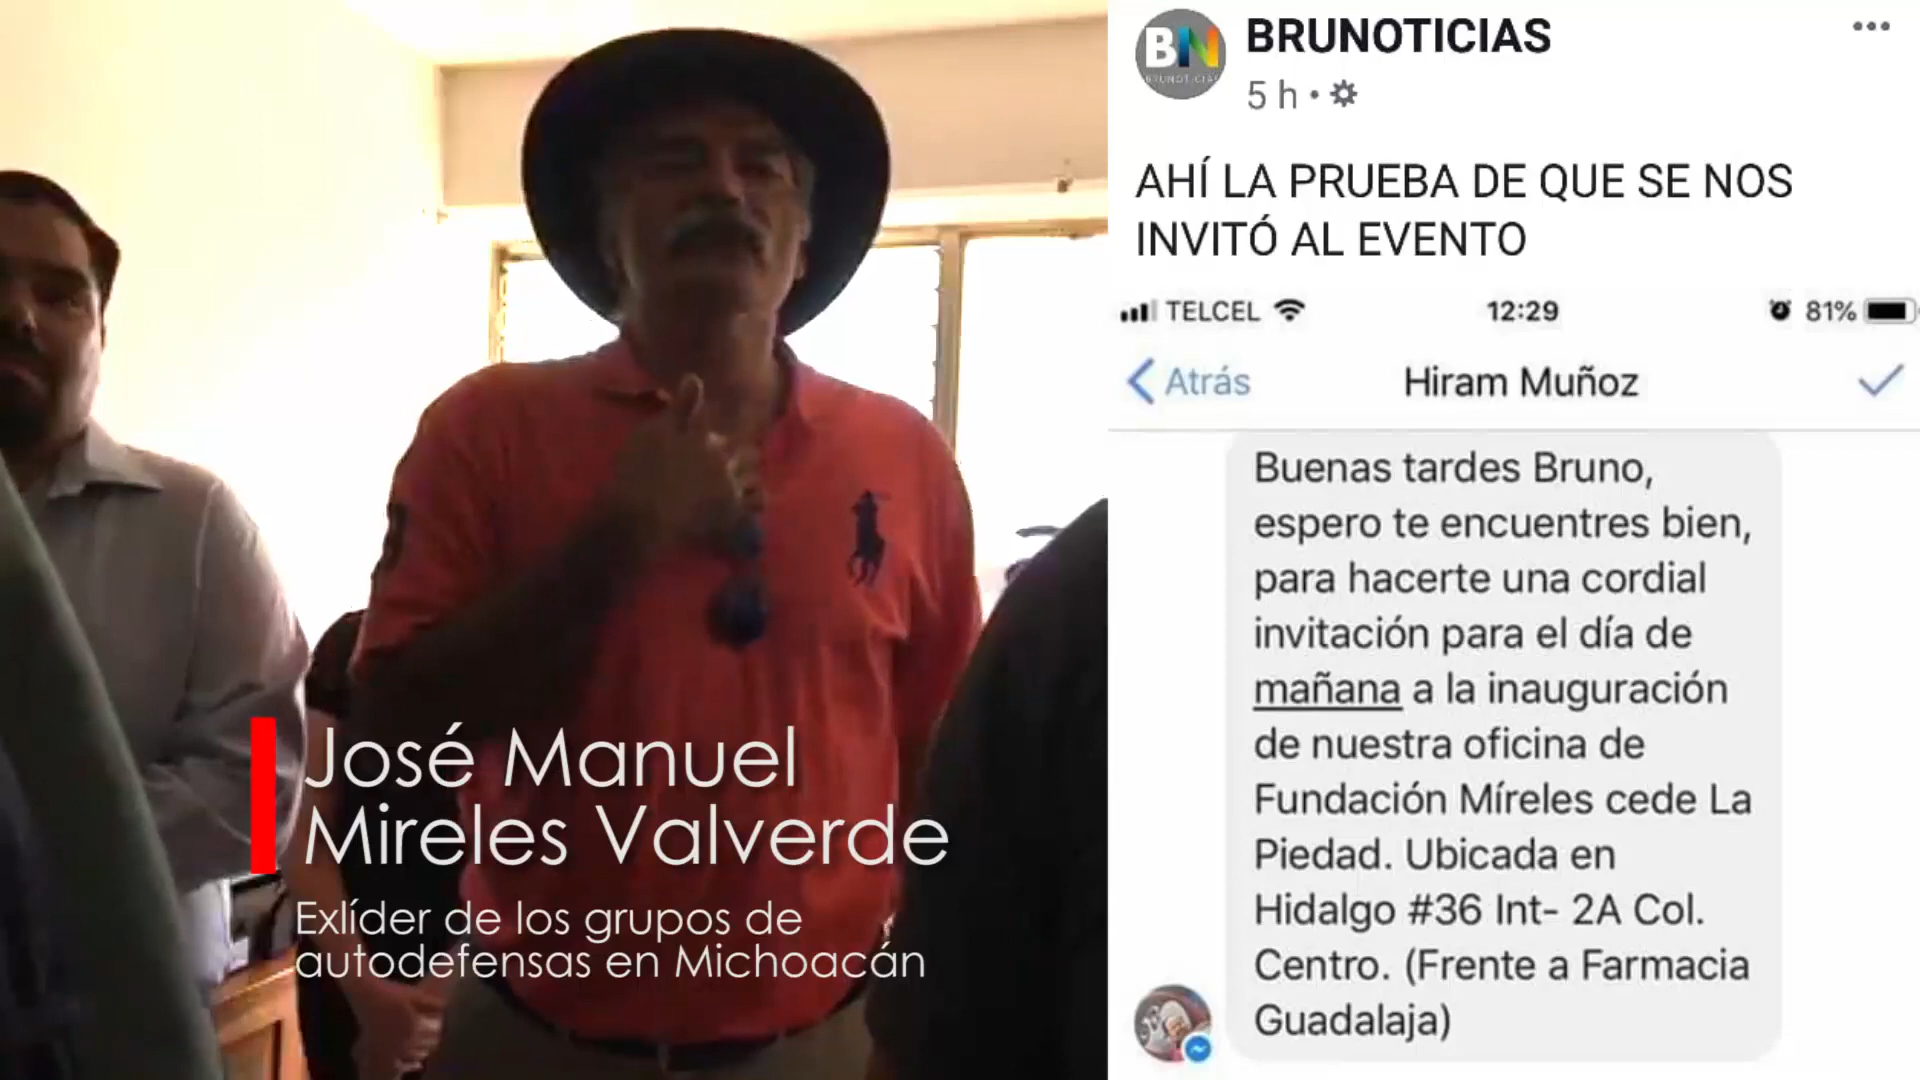 José Manuel
Mireles Valverde
Exlíder de los grupos de
autodefensas en Michoacán
BN
BRUNOTICIAS
BRUNOTICIAS
5 h
AHÍ LA PRUEBA DE QUE SE NOS
INVITÓ AL EVENTO
TELCEL 12:29 81%
Atrás Hiram Muñoz
Buenas tardes Bruno,
espero te encuentres bien,
para hacerte una cordial
invitación para el día de
mañana a la inauguración
de nuestra oficina de
Fundación Míreles cede La
Piedad. Ubicada en
Hidalgo #36 Int- 2A Col.
Centro. (Frente a Farmacia
Guadalaja)